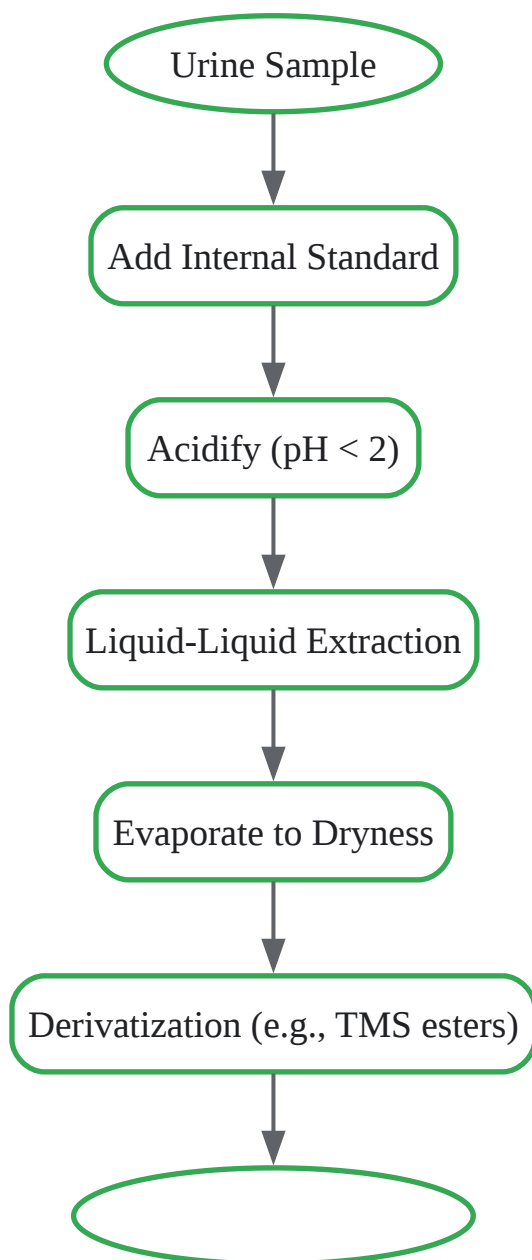 Urine Sample
Add Internal Standard
Acidify (pH < 2)
Liquid-Liquid Extraction
Evaporate to Dryness
Derivatization (e.g., TMS esters)